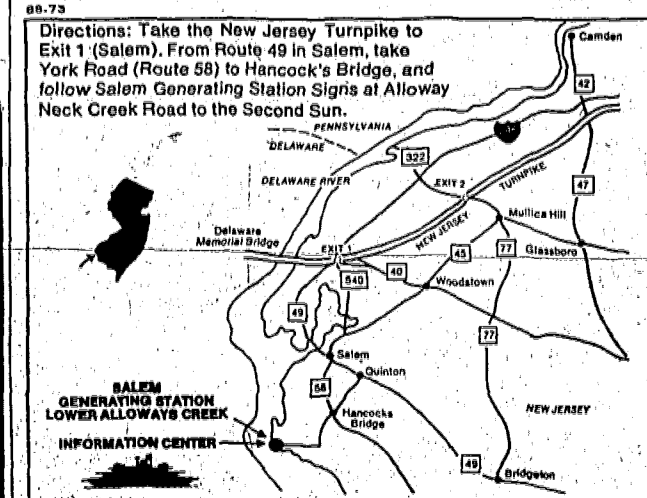 88.73
Directions: Take the New Jersey Turnpike to
Exit 1 (Salem). From Route 49 in Salem, take
York Road (Route 58) to Hancock's Bridge, and
follow Salem Generating Station Signs at Alloway
Neck Creek Road to the Second Sun.
Camden
42
PENNSYLVANIA
DELAWARE
322
DELAWARE RIVER
EXIT 2
TURNPIKE
47
Mullica Hill
NEW JERSEY
Delaware
Memorial Bridge
EXIT 1
45
77
Glassboro
540
40
Woodstown
49
77
Salem
Quinton
58
SALEM
GENERATING STATION
LOWER ALLOWAYS CREEK
Hancocks
Bridge
NEW JERSEY
INFORMATION CENTER
49
Bridgeton